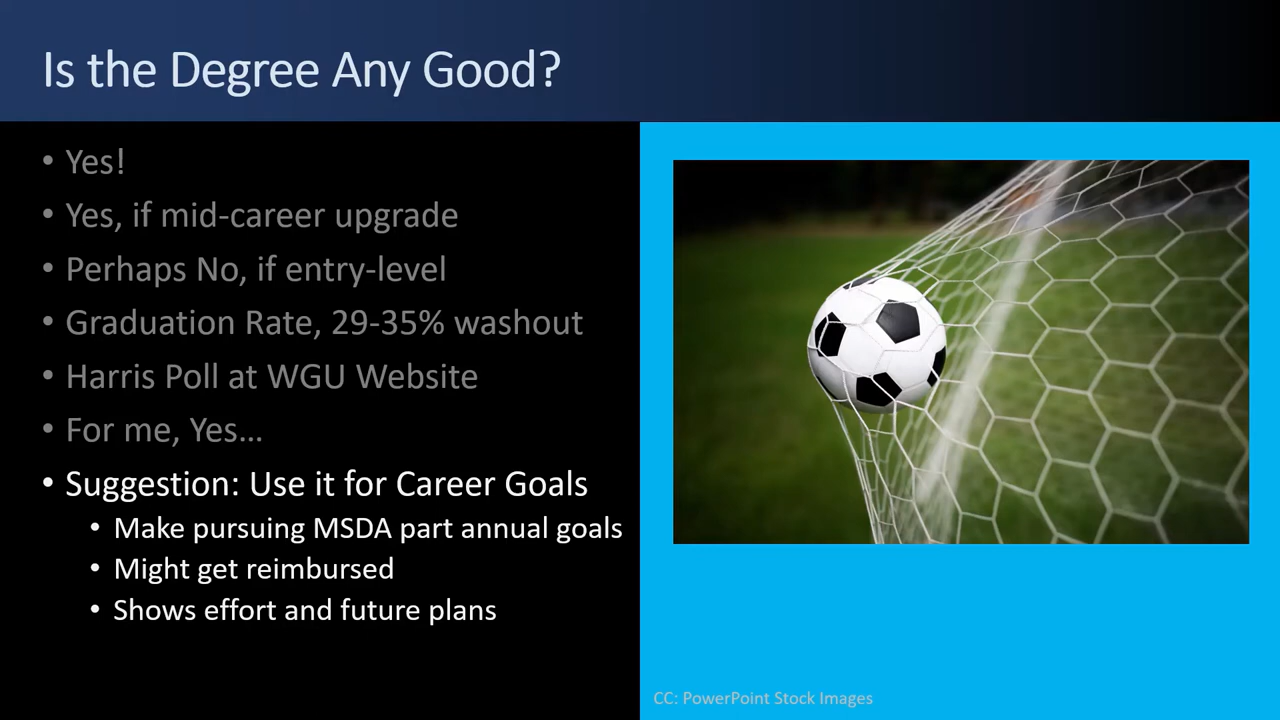 Is the Degree Any Good?
• Yes!
• Yes, if mid-career upgrade
• Perhaps No, if entry-level
• Graduation Rate, 29-35% washout
• Harris Poll at WGU Website
• For me, Yes...
• Suggestion: Use it for Career Goals
• Make pursuing MSDA part annual goals
• Might get reimbursed
• Shows effort and future plans
CC: PowerPoint Stock Images